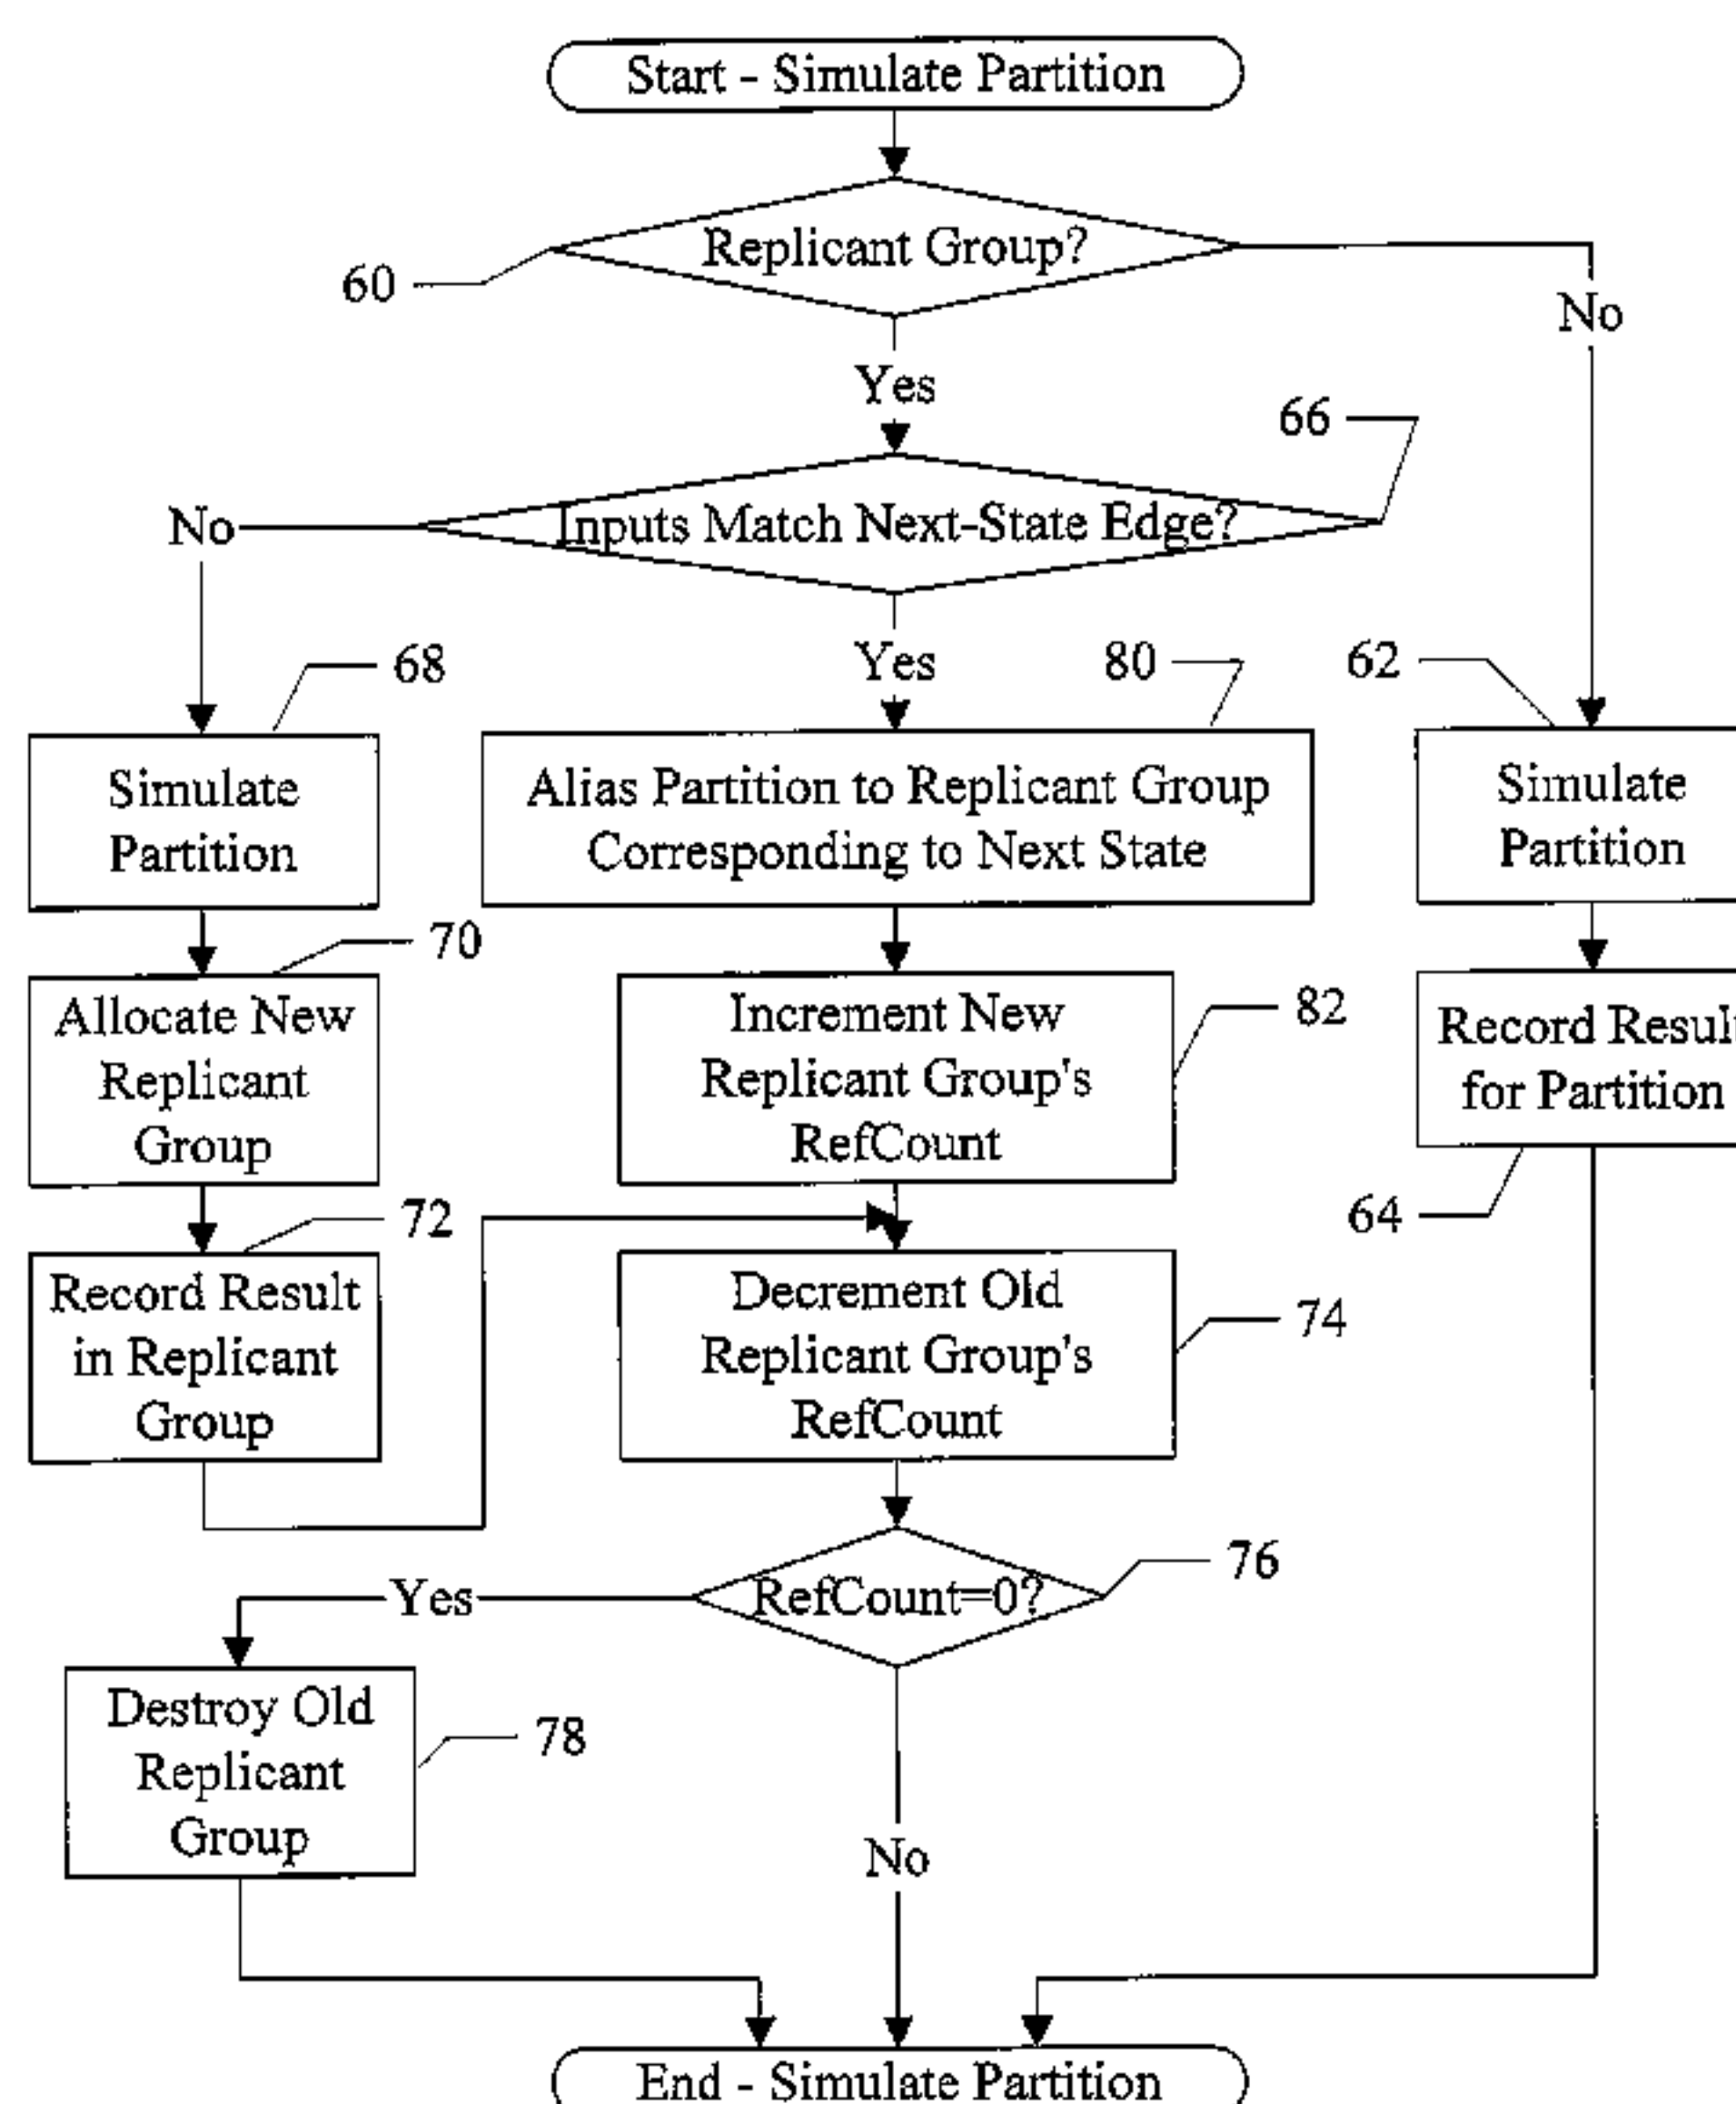 Start - Simulate Partition
Replicant Group?
60
No
Yes
66
Inputs Match Next-State Edge?
No
Yes
68
80
62
Simulate
Partition
Alias Partition to Replicant Group
Corresponding to Next State
Simulate
Partition
70
Allocate New
Replicant
Group
Increment New
Replicant Group's
RefCount
82
Record Result
for Partition
72
64
Record Result
in Replicant
Group
Decrement Old
Replicant Group's
RefCount
74
76
RefCount=0?
Yes
Destroy Old
Replicant
Group
78
No
End - Simulate Partition